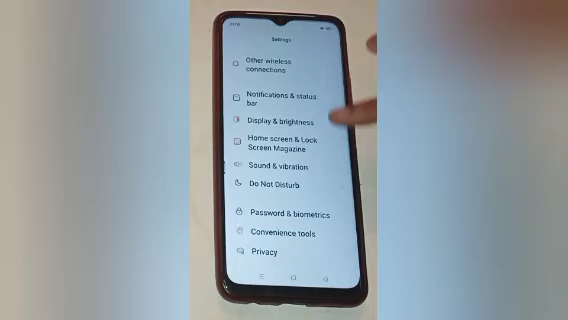 Settings
Other wireless
connections
Notifications & status
bar
Display & brightness
Home screen & Lock
Screen Magazine
Sound & vibration
Do Not Disturb
Password & biometrics
Convenience tools
Privacy